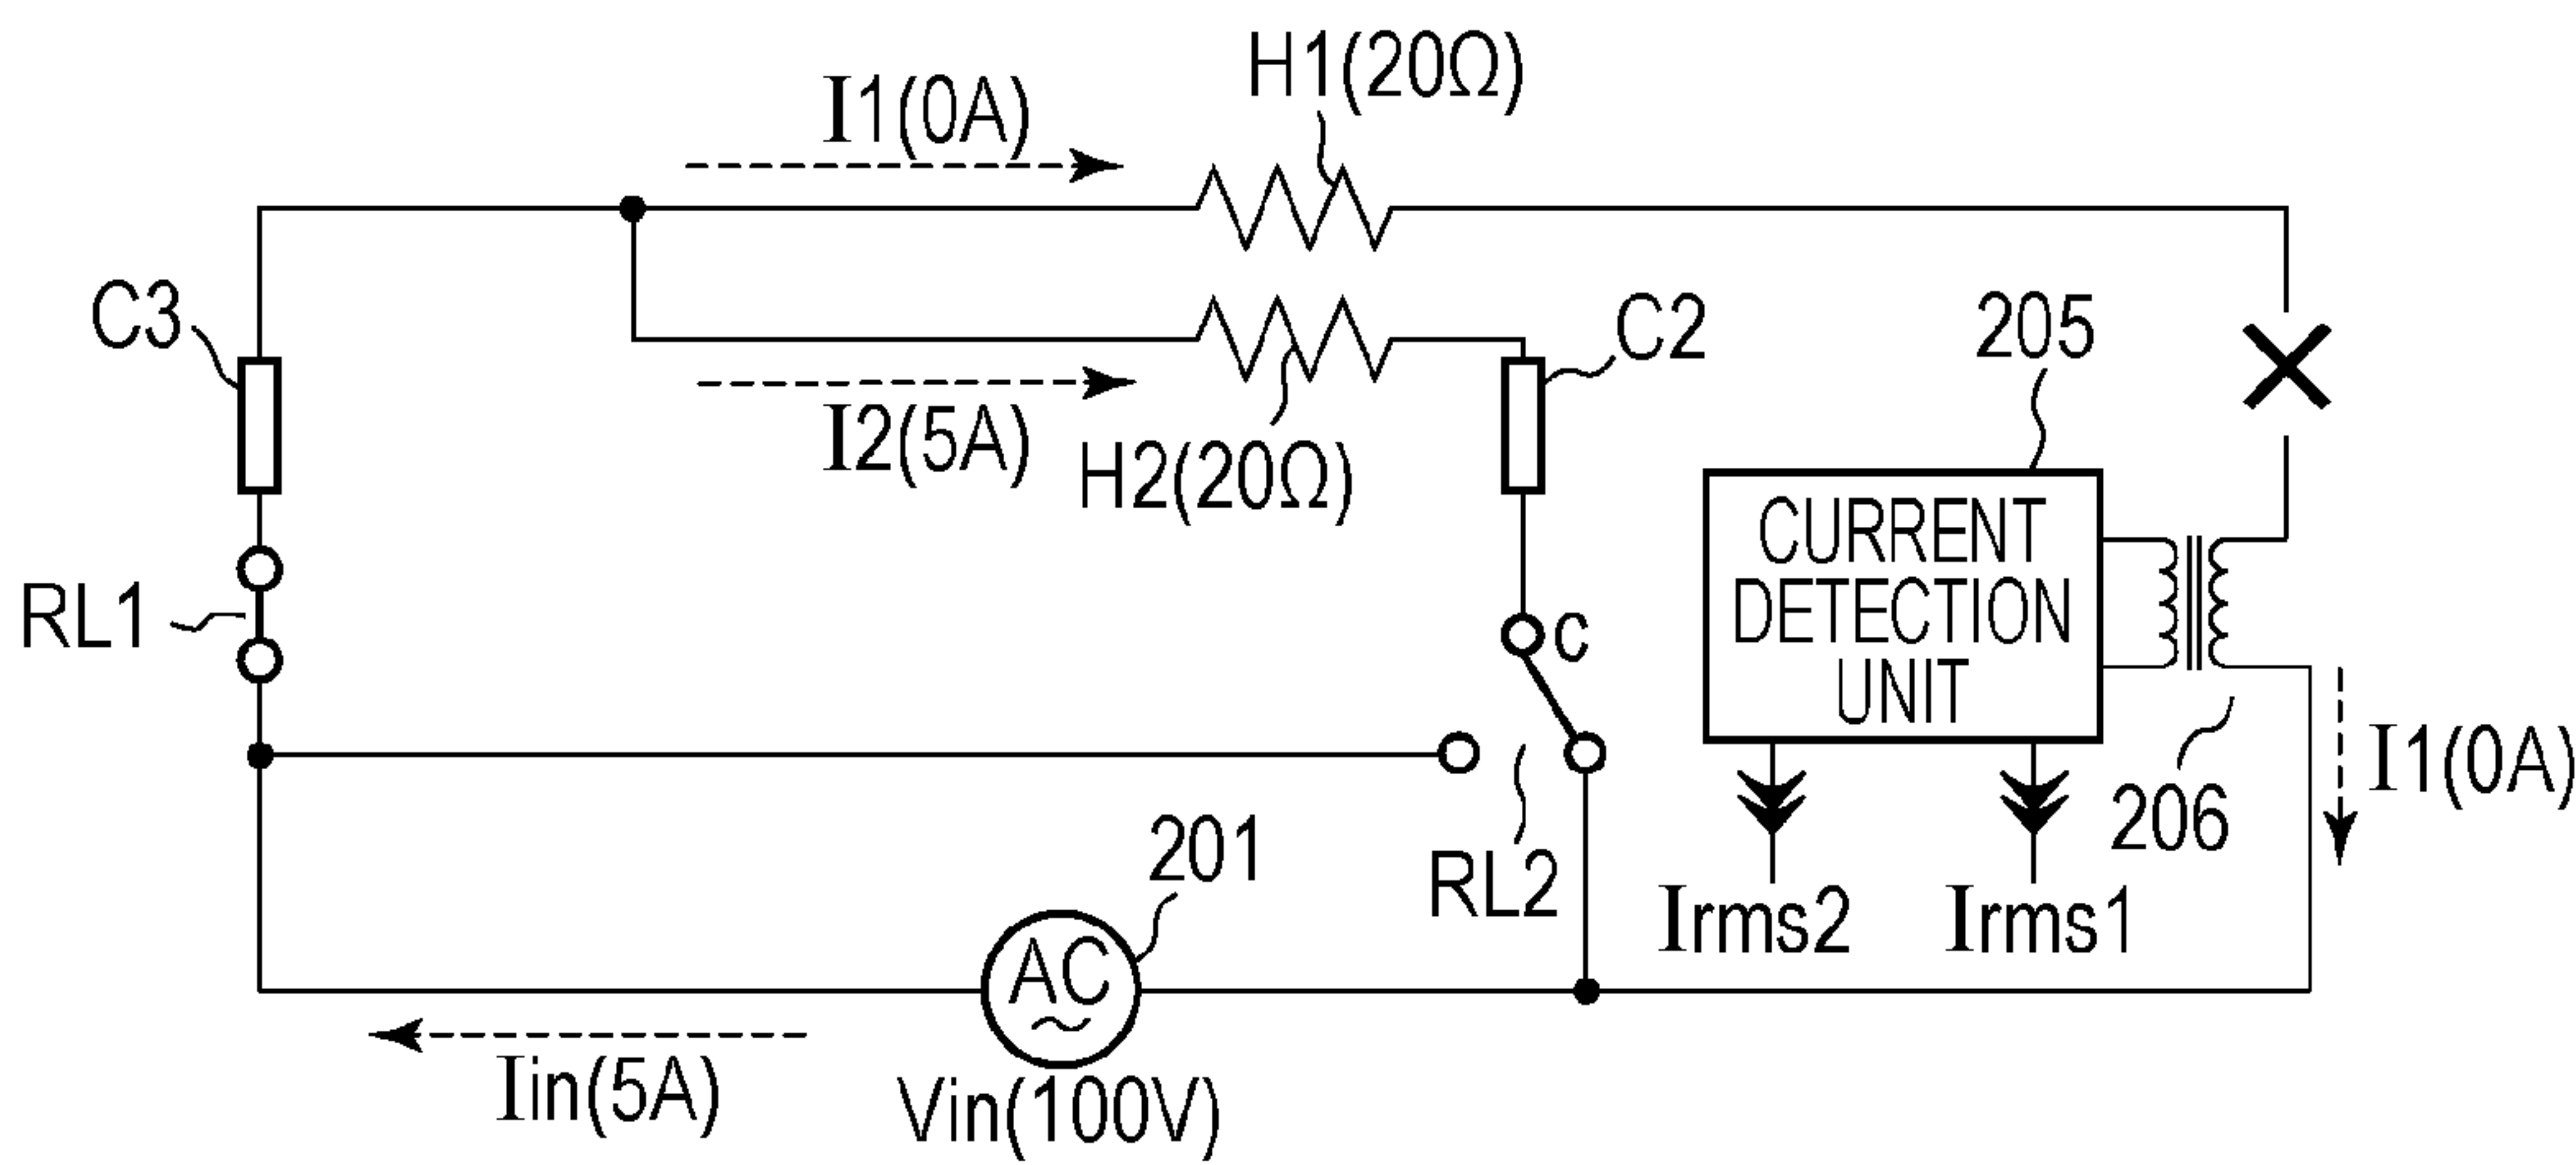 H1(20Ω)
I1(0A)
C3
C2
205
I2(5A)
H2(20Ω)
CURRENT
DETECTION
UNIT
RL1
c
I1(0A)
206
201
RL2
Irms2
Irms1
AC
Iin(5A)
Vin(100V)